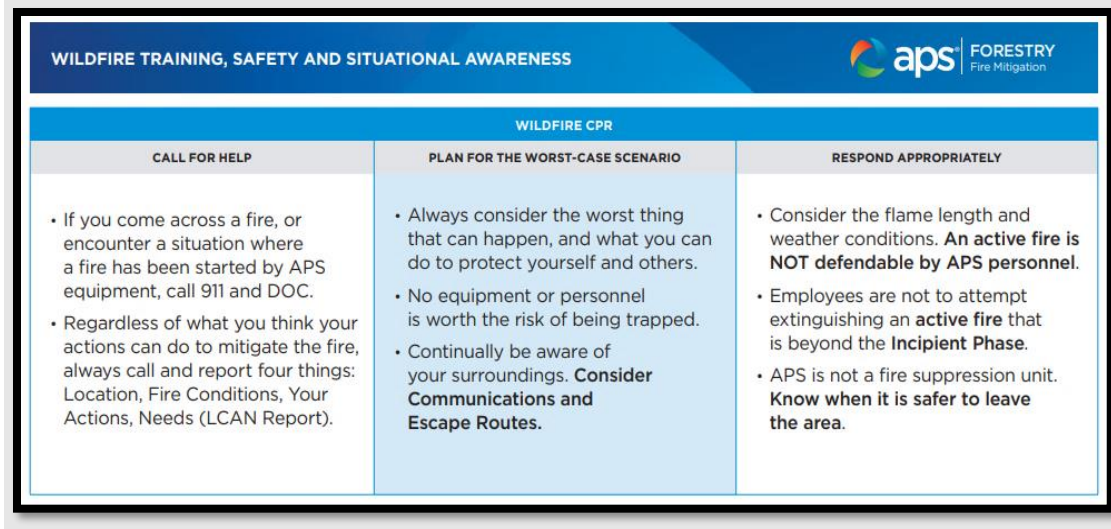 WILDFIRE TRAINING, SAFETY AND SITUATIONAL AWARENESS
aps FORESTRY
Fire Mitigation
WILDFIRE CPR
CALL FOR HELP
• If you come across a fire, or
encounter a situation where
a fire has been started by APS
equipment, call 911 and DOC.
• Regardless of what you think your
actions can do to mitigate the fire,
always call and report four things:
Location, Fire Conditions, Your
Actions, Needs (LCAN Report).
PLAN FOR THE WORST-CASE SCENARIO
• Always consider the worst thing
that can happen, and what you can
do to protect yourself and others.
• No equipment or personnel
is worth the risk of being trapped.
• Continually be aware of
your surroundings. Consider
Communications and
Escape Routes.
RESPOND APPROPRIATELY
• Consider the flame length and
weather conditions. An active fire is
NOT defendable by APS personnel.
• Employees are not to attempt
extinguishing an active fire that
is beyond the Incipient Phase.
• APS is not a fire suppression unit.
Know when it is safer to leave
the area.